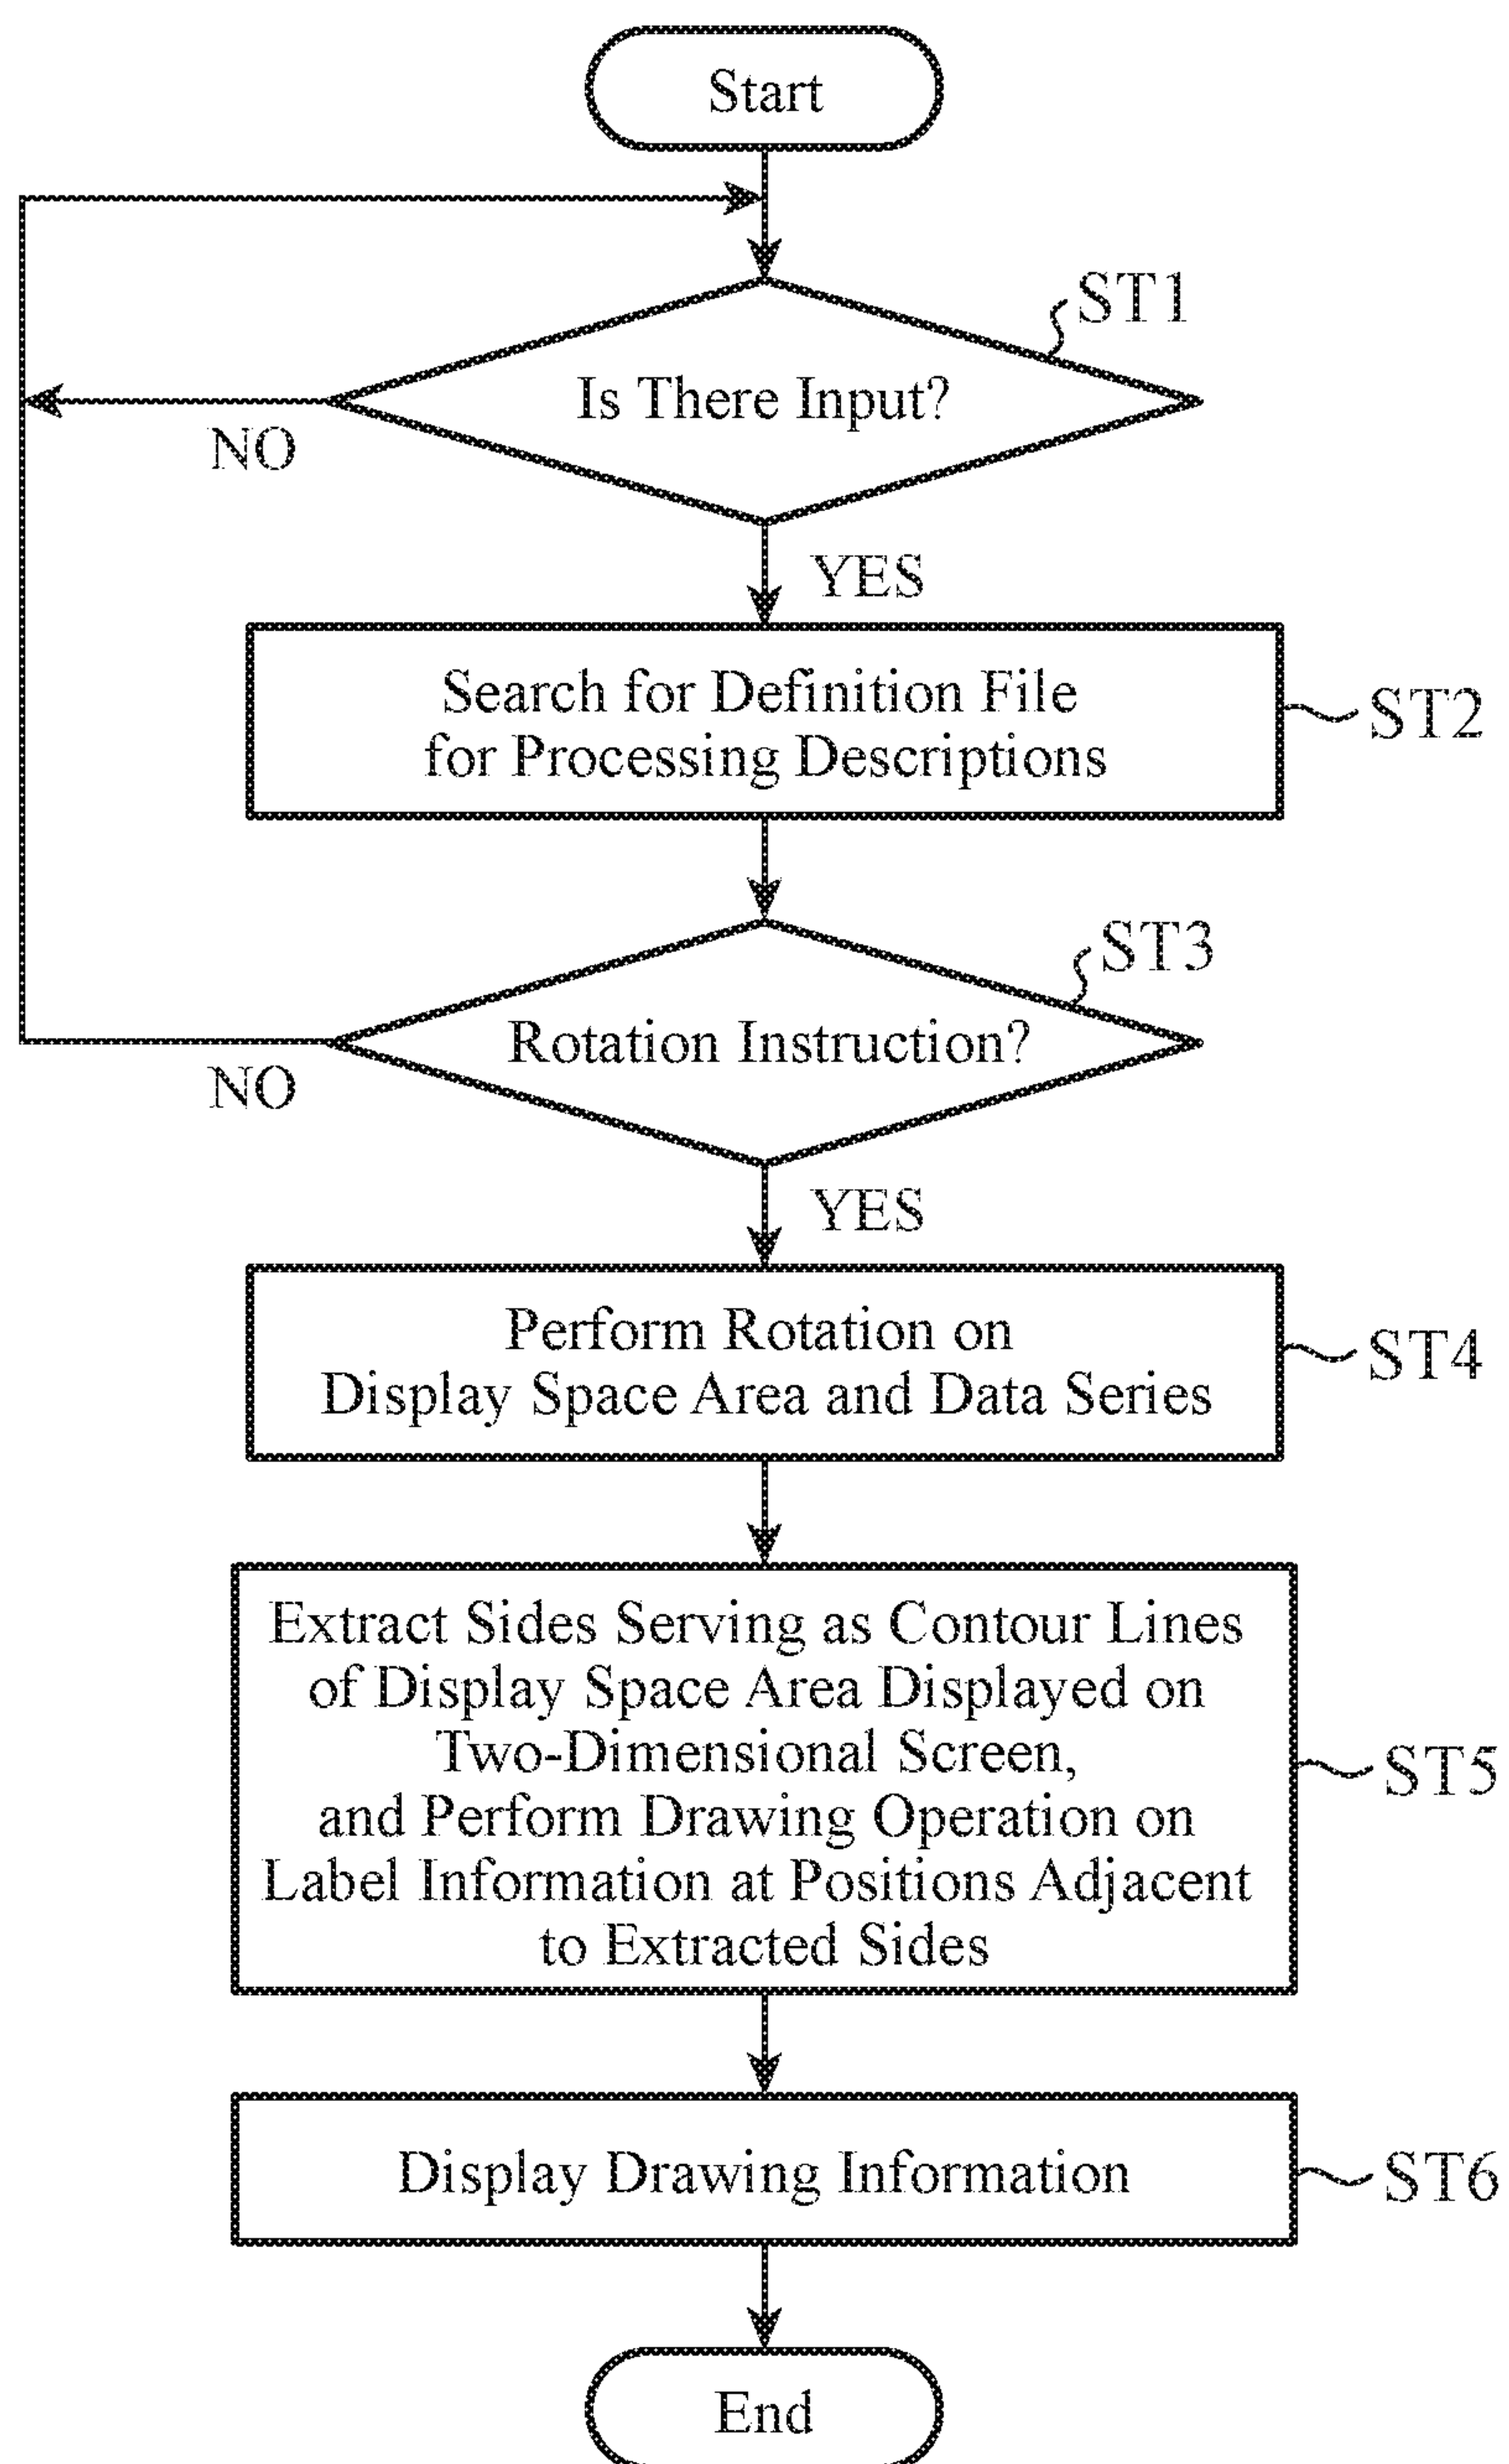 Start
ST1
Is There Input?
NO
YES
Search for Definition File
for Processing Descriptions
ST2
ST3
Rotation Instruction?
NO
YES
Perform Rotation on
Display Space Area and Data Series
ST4
Extract Sides Serving as Contour Lines
of Display Space Area Displayed on
Two-Dimensional Screen,
and Perform Drawing Operation on
Label Information at Positions Adjacent
to Extracted Sides
ST5
Display Drawing Information
ST6
End